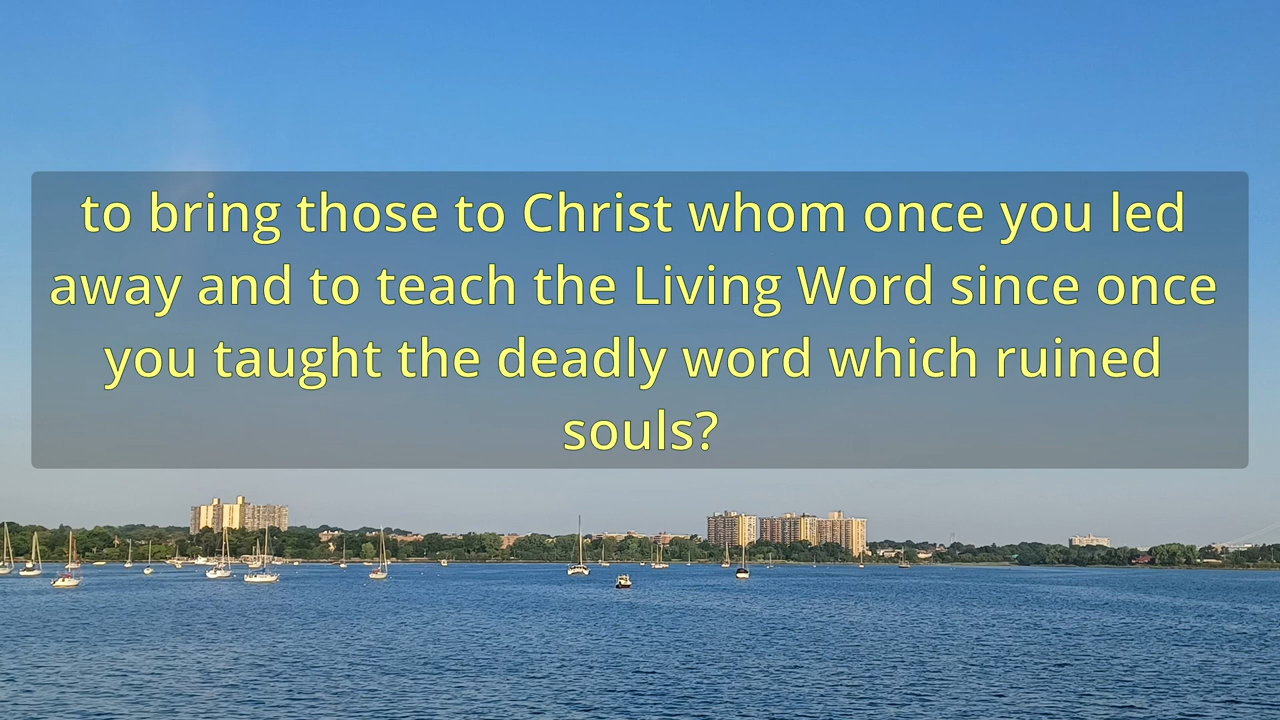 to bring those to Christ whom once you led
away and to teach the Living Word since once
you taught the deadly word which ruined
souls?